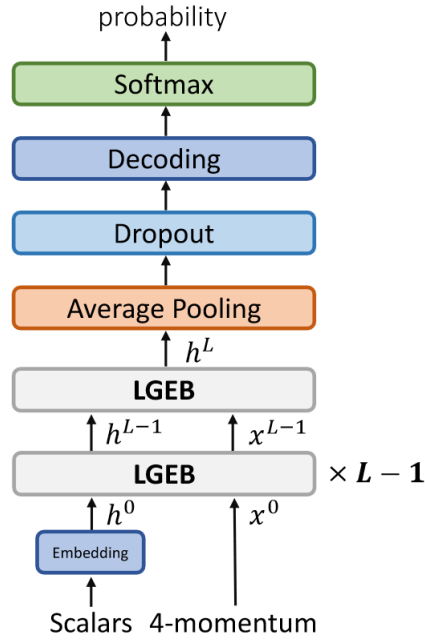 probability
Softmax
Decoding
Dropout
Average Pooling
h^L
LGEB
h^{L−1} x^{L−1}
LGEB × L − 1
h^0 x^0
Embedding
Scalars 4-momentum